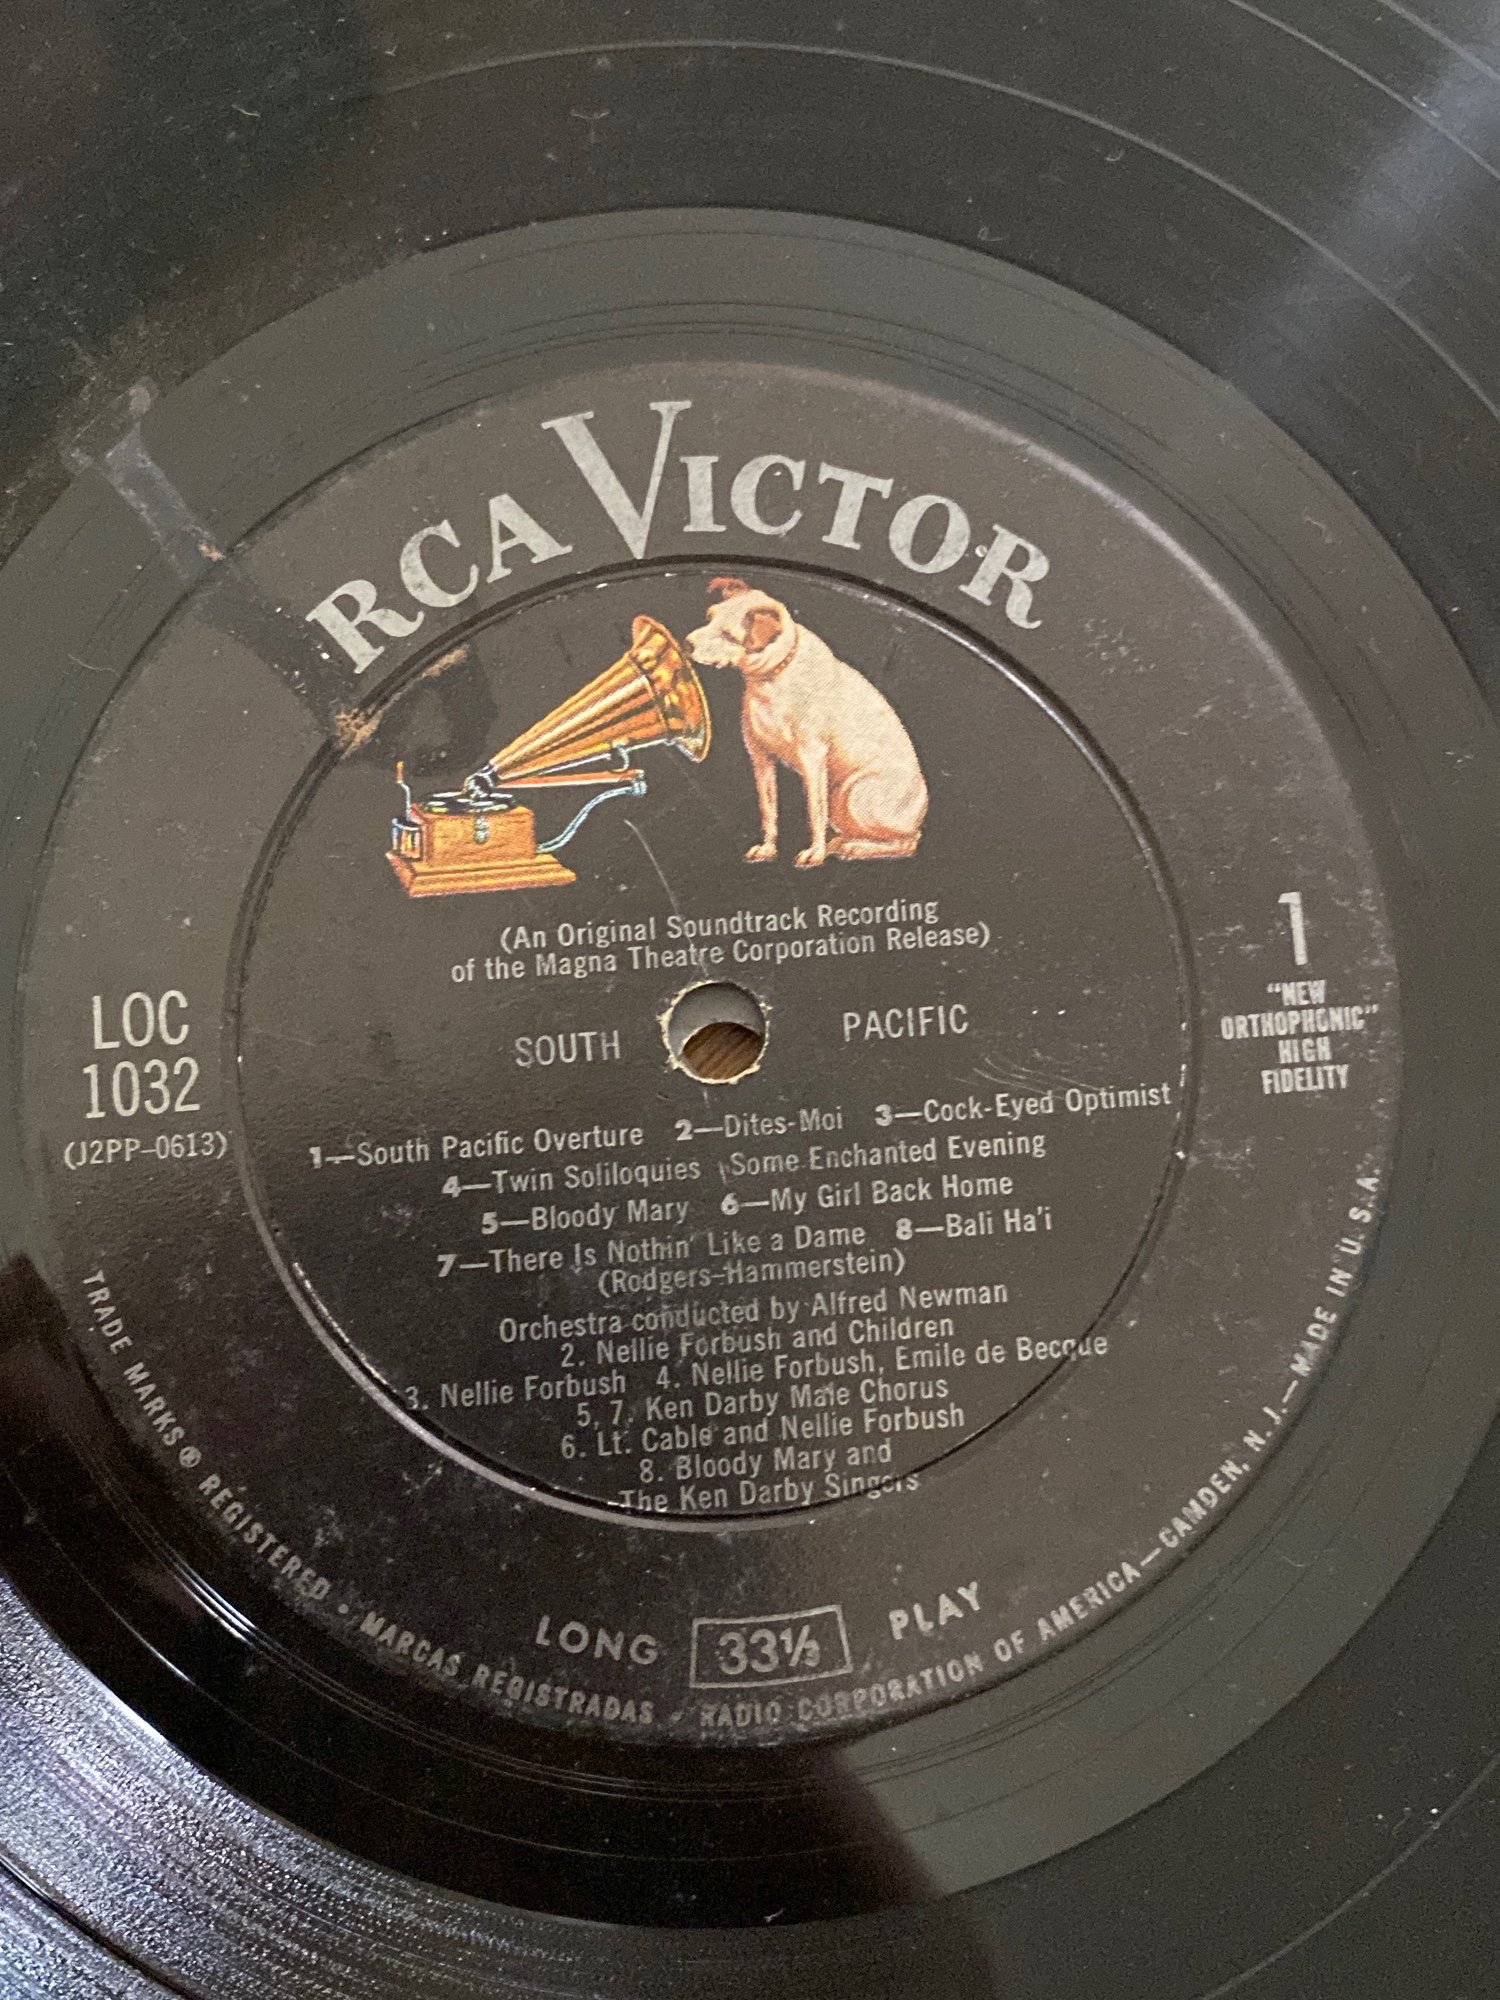 RCA VICTOR
(An Original Soundtrack Recording
of the Magna Theatre Corporation Release)
LOC
1032
(J2PP-0613)
1
"NEW
ORTHOPHONIC"
HIGH
FIDELITY
SOUTH PACIFIC
1—South Pacific Overture 2—Dites-Moi 3—Cock-Eyed Optimist
4—Twin Soliloquies Some Enchanted Evening
5—Bloody Mary 6—My Girl Back Home
7—There Is Nothin' Like a Dame 8—Bali Ha'i
(Rodgers-Hammerstein)
Orchestra conducted by Alfred Newman
2. Nellie Forbush and Children
3. Nellie Forbush 4. Nellie Forbush, Emile de Becque
5, 7. Ken Darby Male Chorus
6. Lt. Cable and Nellie Forbush
8. Bloody Mary and
The Ken Darby Singers
LONG 33⅓ PLAY
TRADE MARKS ® REGISTERED • MARCAS REGISTRADAS • RADIO CORPORATION OF AMERICA—CAMDEN, N. J.—MADE IN U. S. A.